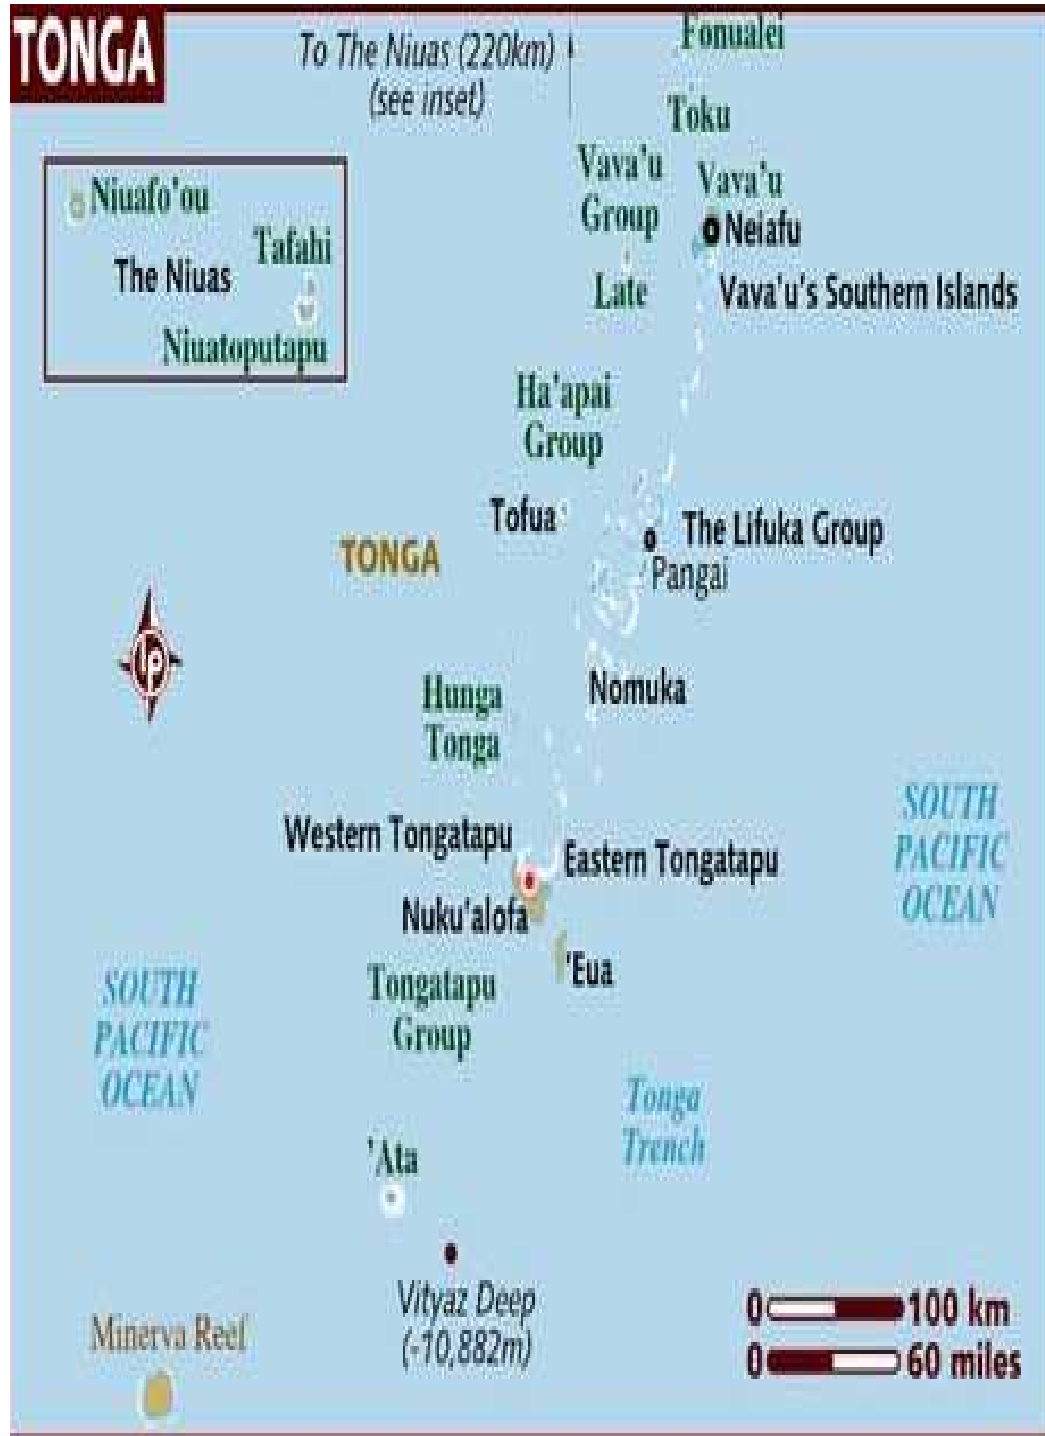 TONGA
To The Niuas (220km)
(see inset)
Fonualei
Toku
Vava'u
Group
Vava'u
Neiafu
Late
Vava'u's Southern Islands
Niuafo'ou
Tafahi
The Niuas
Niuatoputapu
Ha'apai
Group
Tofua
The Lifuka Group
Pangai
TONGA
lp
Nomuka
Hunga
Tonga
Western Tongatapu
Eastern Tongatapu
Nuku'alofa
'Eua
Tongatapu
Group
SOUTH
PACIFIC
OCEAN
SOUTH
PACIFIC
OCEAN
Tonga
Trench
'Ata
Vityaz Deep
(-10,882m)
Minerva Reef
0 100 km
0 60 miles